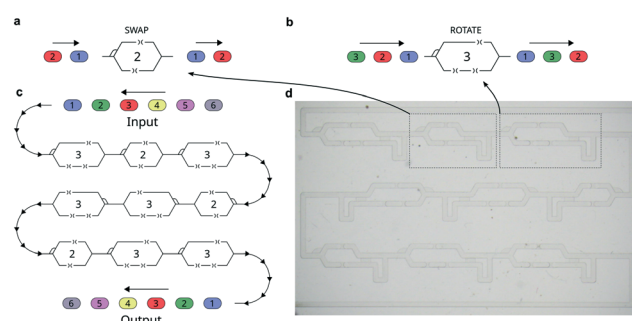 a
SWAP
2 1
2
1 2
b
ROTATE
3 2 1
3
1 3 2
c
1 2 3 4 5 6
Input
3 2 3
3 3 2
2 3 3
6 5 4 3 2 1
Output
d